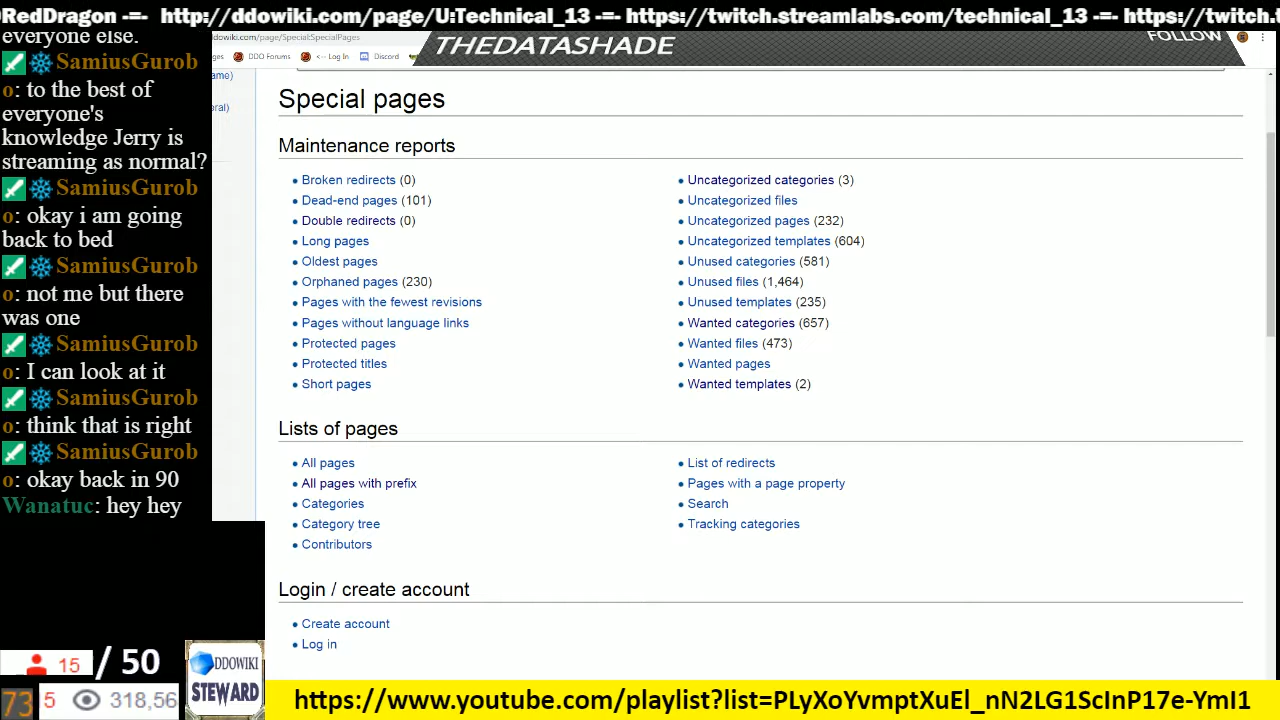 RedDragon -=- http://ddowiki.com/page/U:Technical_13 -=- https://twitch.streamlabs.com/technical_13 -=- https://twitch.t
everyone else.
SamiusGurob
o: to the best of
everyone's
knowledge Jerry is
streaming as normal?
SamiusGurob
o: okay i am going
back to bed
SamiusGurob
o: not me but there
was one
SamiusGurob
o: I can look at it
SamiusGurob
o: think that is right
SamiusGurob
o: okay back in 90
Wanatuc: hey hey
15 / 50
73 5 318,56
DDOWIKI
STEWARD
dowiki.com/page/Special:SpecialPages
ges DDO Forums <-- Log In Discord
THEDATASHADE
FOLLOW
ame)
oral)
Special pages
Maintenance reports
Broken redirects (0)
Dead-end pages (101)
Double redirects (0)
Long pages
Oldest pages
Orphaned pages (230)
Pages with the fewest revisions
Pages without language links
Protected pages
Protected titles
Short pages
Uncategorized categories (3)
Uncategorized files
Uncategorized pages (232)
Uncategorized templates (604)
Unused categories (581)
Unused files (1,464)
Unused templates (235)
Wanted categories (657)
Wanted files (473)
Wanted pages
Wanted templates (2)
Lists of pages
All pages
All pages with prefix
Categories
Category tree
Contributors
List of redirects
Pages with a page property
Search
Tracking categories
Login / create account
Create account
Log in
https://www.youtube.com/playlist?list=PLyXoYvmptXuEl_nN2LG1ScInP17e-YmI1